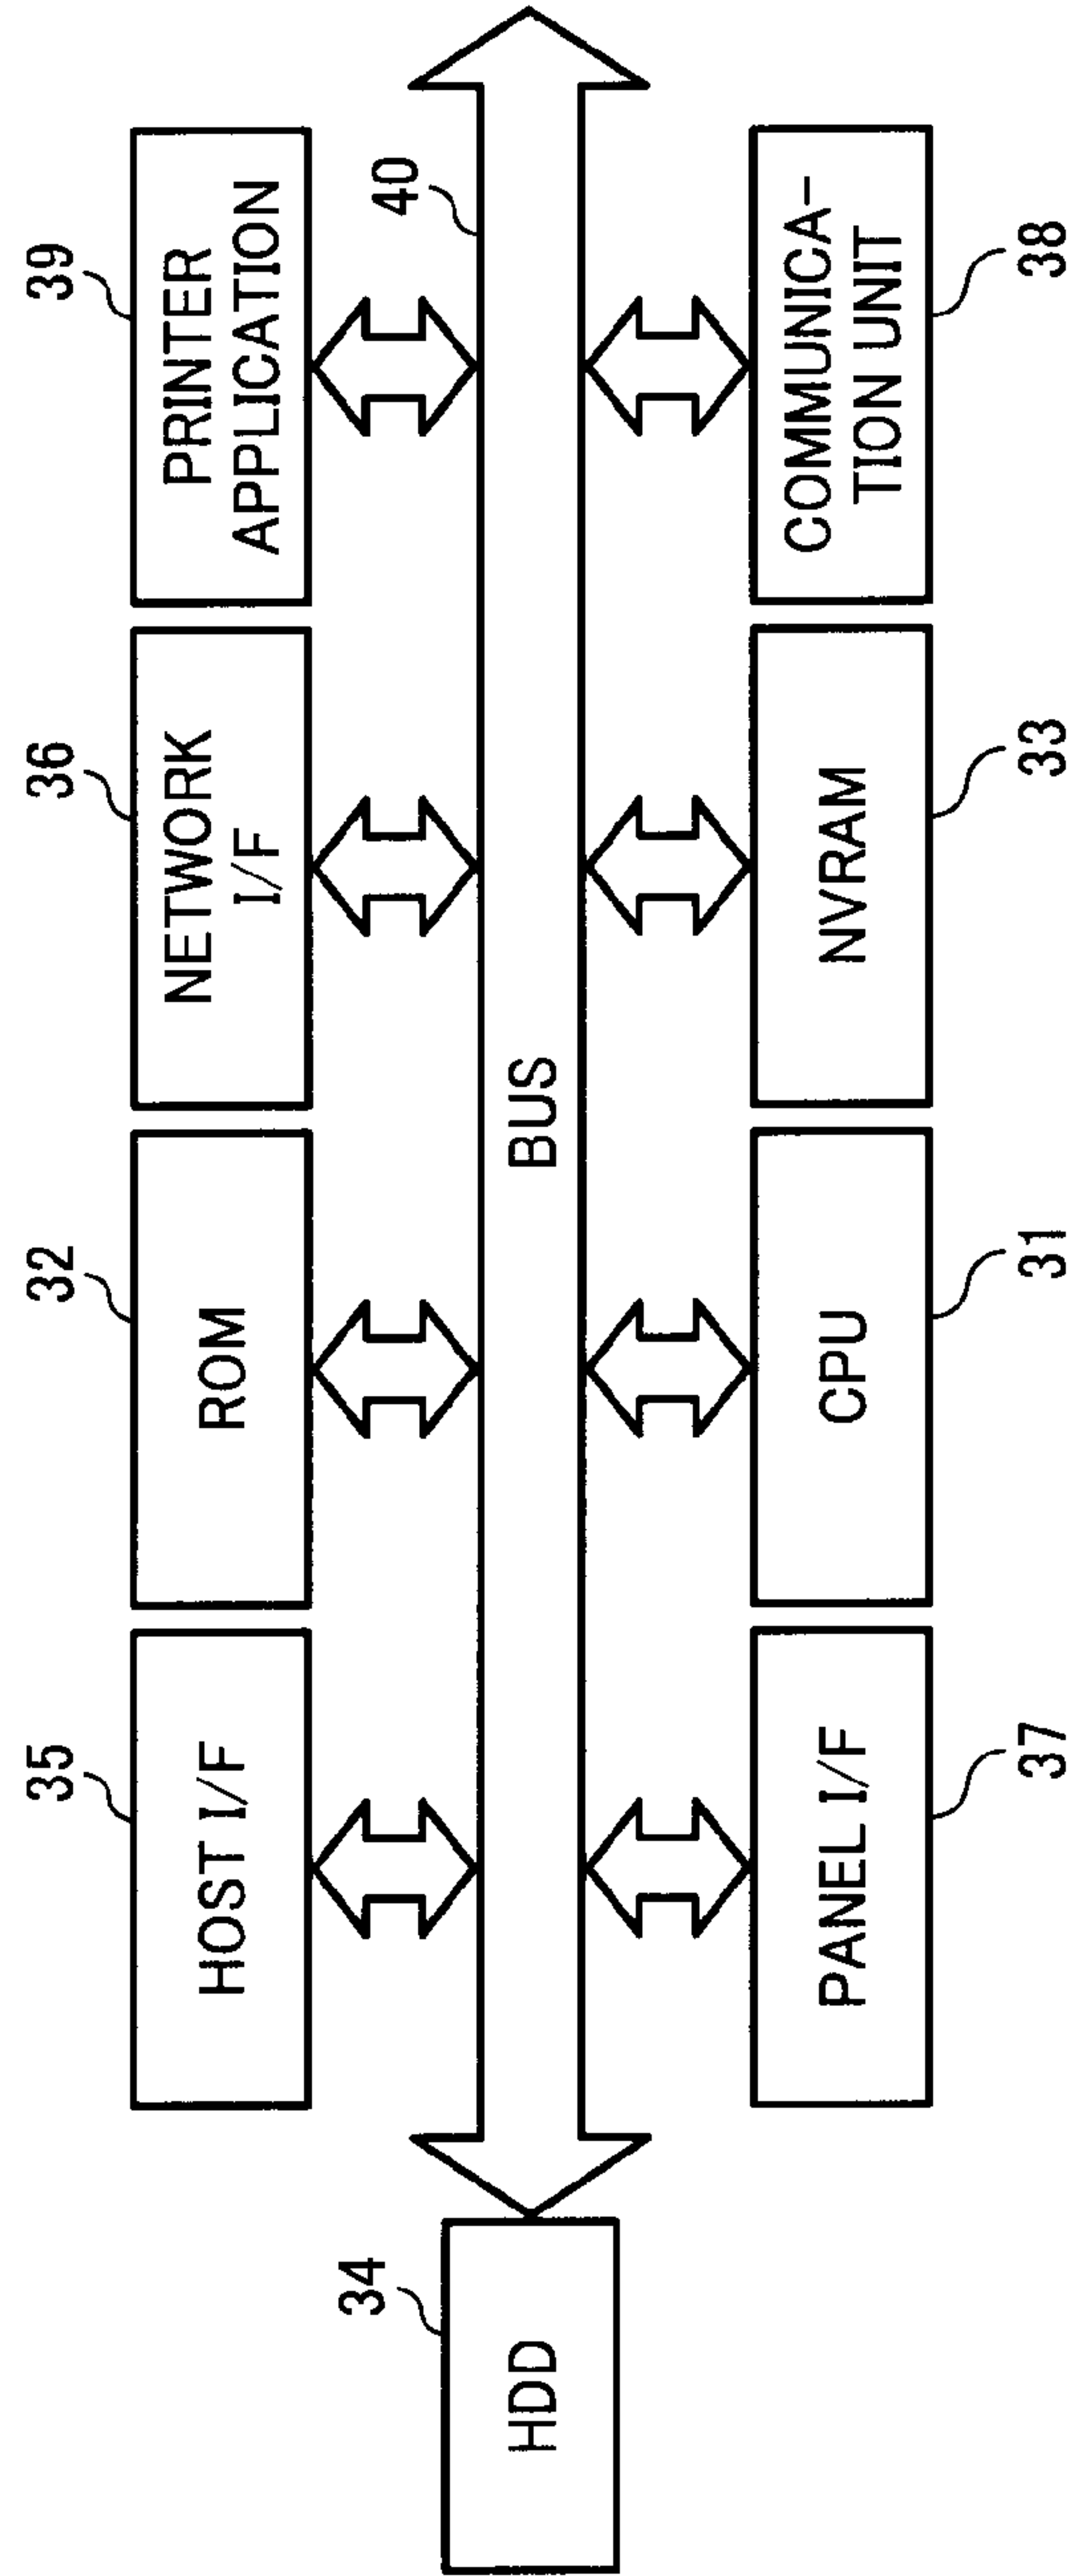 35
32
36
39
HOST I/F
ROM
NETWORK
I/F
PRINTER
APPLICATION
34
40
HDD
BUS
PANEL I/F
CPU
NVRAM
COMMUNICA-
TION UNIT
37
31
33
38